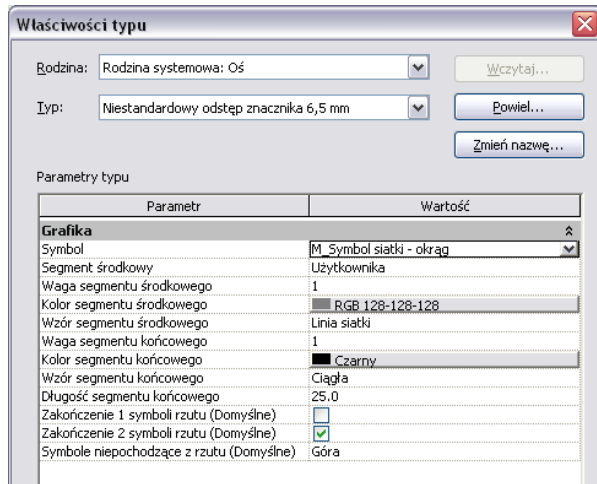 Właściwości typu
Rodzina: Rodzina systemowa: Oś Wczytaj...
Typ: Niestandardowy odstęp znacznika 6,5 mm Powiel...
Zmień nazwę...
Parametry typu
Parametr Wartość
Grafika
Symbol M_Symbol siatki - okrąg
Segment środkowy Użytkownika
Waga segmentu środkowego 1
Kolor segmentu środkowego RGB 128-128-128
Wzór segmentu środkowego Linia siatki
Waga segmentu końcowego 1
Kolor segmentu końcowego Czarny
Wzór segmentu końcowego Ciągła
Długość segmentu końcowego 25.0
Zakończenie 1 symboli rzutu (Domyślne)
Zakończenie 2 symboli rzutu (Domyślne)
Symbole niepochodzące z rzutu (Domyślne) Góra